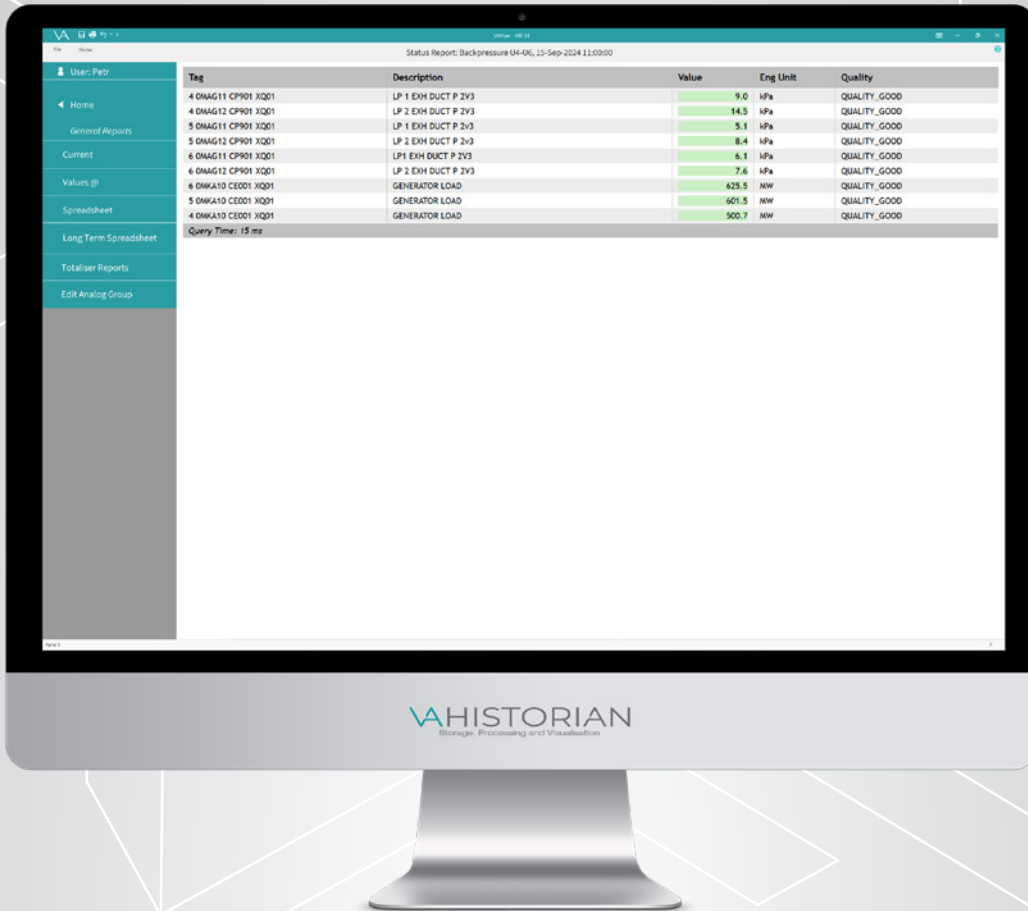 VA
VAView - HIS 3.0
File Home
Status Report: Backpressure U4-U6, 15-Sep-2024 11:00:00
User: Petr
Home
General Reports
Current
Values @
Spreadsheet
Long Term Spreadsheet
Totaliser Reports
Edit Analog Group
Tag Description Value Eng Unit Quality
4 0MAG11 CP901 XQ01 LP 1 EXH DUCT P 2V3 9.0 kPa QUALITY_GOOD
4 0MAG12 CP901 XQ01 LP 2 EXH DUCT P 2V3 14.5 kPa QUALITY_GOOD
5 0MAG11 CP901 XQ01 LP 1 EXH DUCT P 2V3 5.1 kPa QUALITY_GOOD
5 0MAG12 CP901 XQ01 LP 2 EXH DUCT P 2v3 8.4 kPa QUALITY_GOOD
6 0MAG11 CP901 XQ01 LP1 EXH DUCT P 2V3 6.1 kPa QUALITY_GOOD
6 0MAG12 CP901 XQ01 LP 2 EXH DUCT P 2V3 7.6 kPa QUALITY_GOOD
6 0MKA10 CE001 XQ01 GENERATOR LOAD 625.5 MW QUALITY_GOOD
5 0MKA10 CE001 XQ01 GENERATOR LOAD 601.5 MW QUALITY_GOOD
4 0MKA10 CE001 XQ01 GENERATOR LOAD 500.7 MW QUALITY_GOOD
Query Time: 15 ms
VAHISTORIAN
Storage, Processing and Visualisation